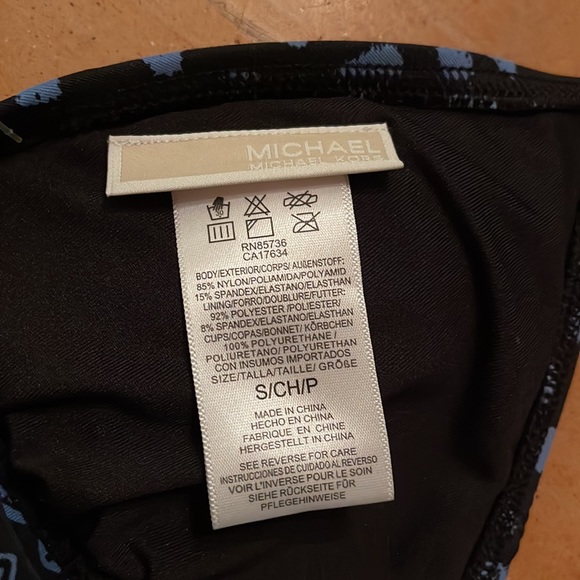 MICHAEL
MICHAEL KORS
RN85736
CA17634
BODY/EXTERIOR/CORPS/ AUßENSTOFF:
85% NYLON/POLIAMIDA/POLYAMID
15% SPANDEX/ELASTANO/ELASTHAN
LINING/FORRO/DOUBLURE/FUTTER:
92% POLYESTER /POLIESTER/
8% SPANDEX/ELASTANO/ELASTHAN
CUPS/COPAS/BONNET/ KÖRBCHEN
100% POLYURETHANE /
POLIURETANO / POLYURETHAN
CON INSUMOS IMPORTADOS
SIZE/TALLA/TAILLE/ GRÖßE
S/CH/P
MADE IN CHINA
HECHO EN CHINA
FABRIQUE EN CHINE
HERGESTELLT IN CHINA
SEE REVERSE FOR CARE
INSTRUCCIONES DE CUIDADO AL REVERSO
VOIR L'INVERSE POUR LE SOIN
SIEHE RÜCKSEITE FÜR
PFLEGEHINWEISE